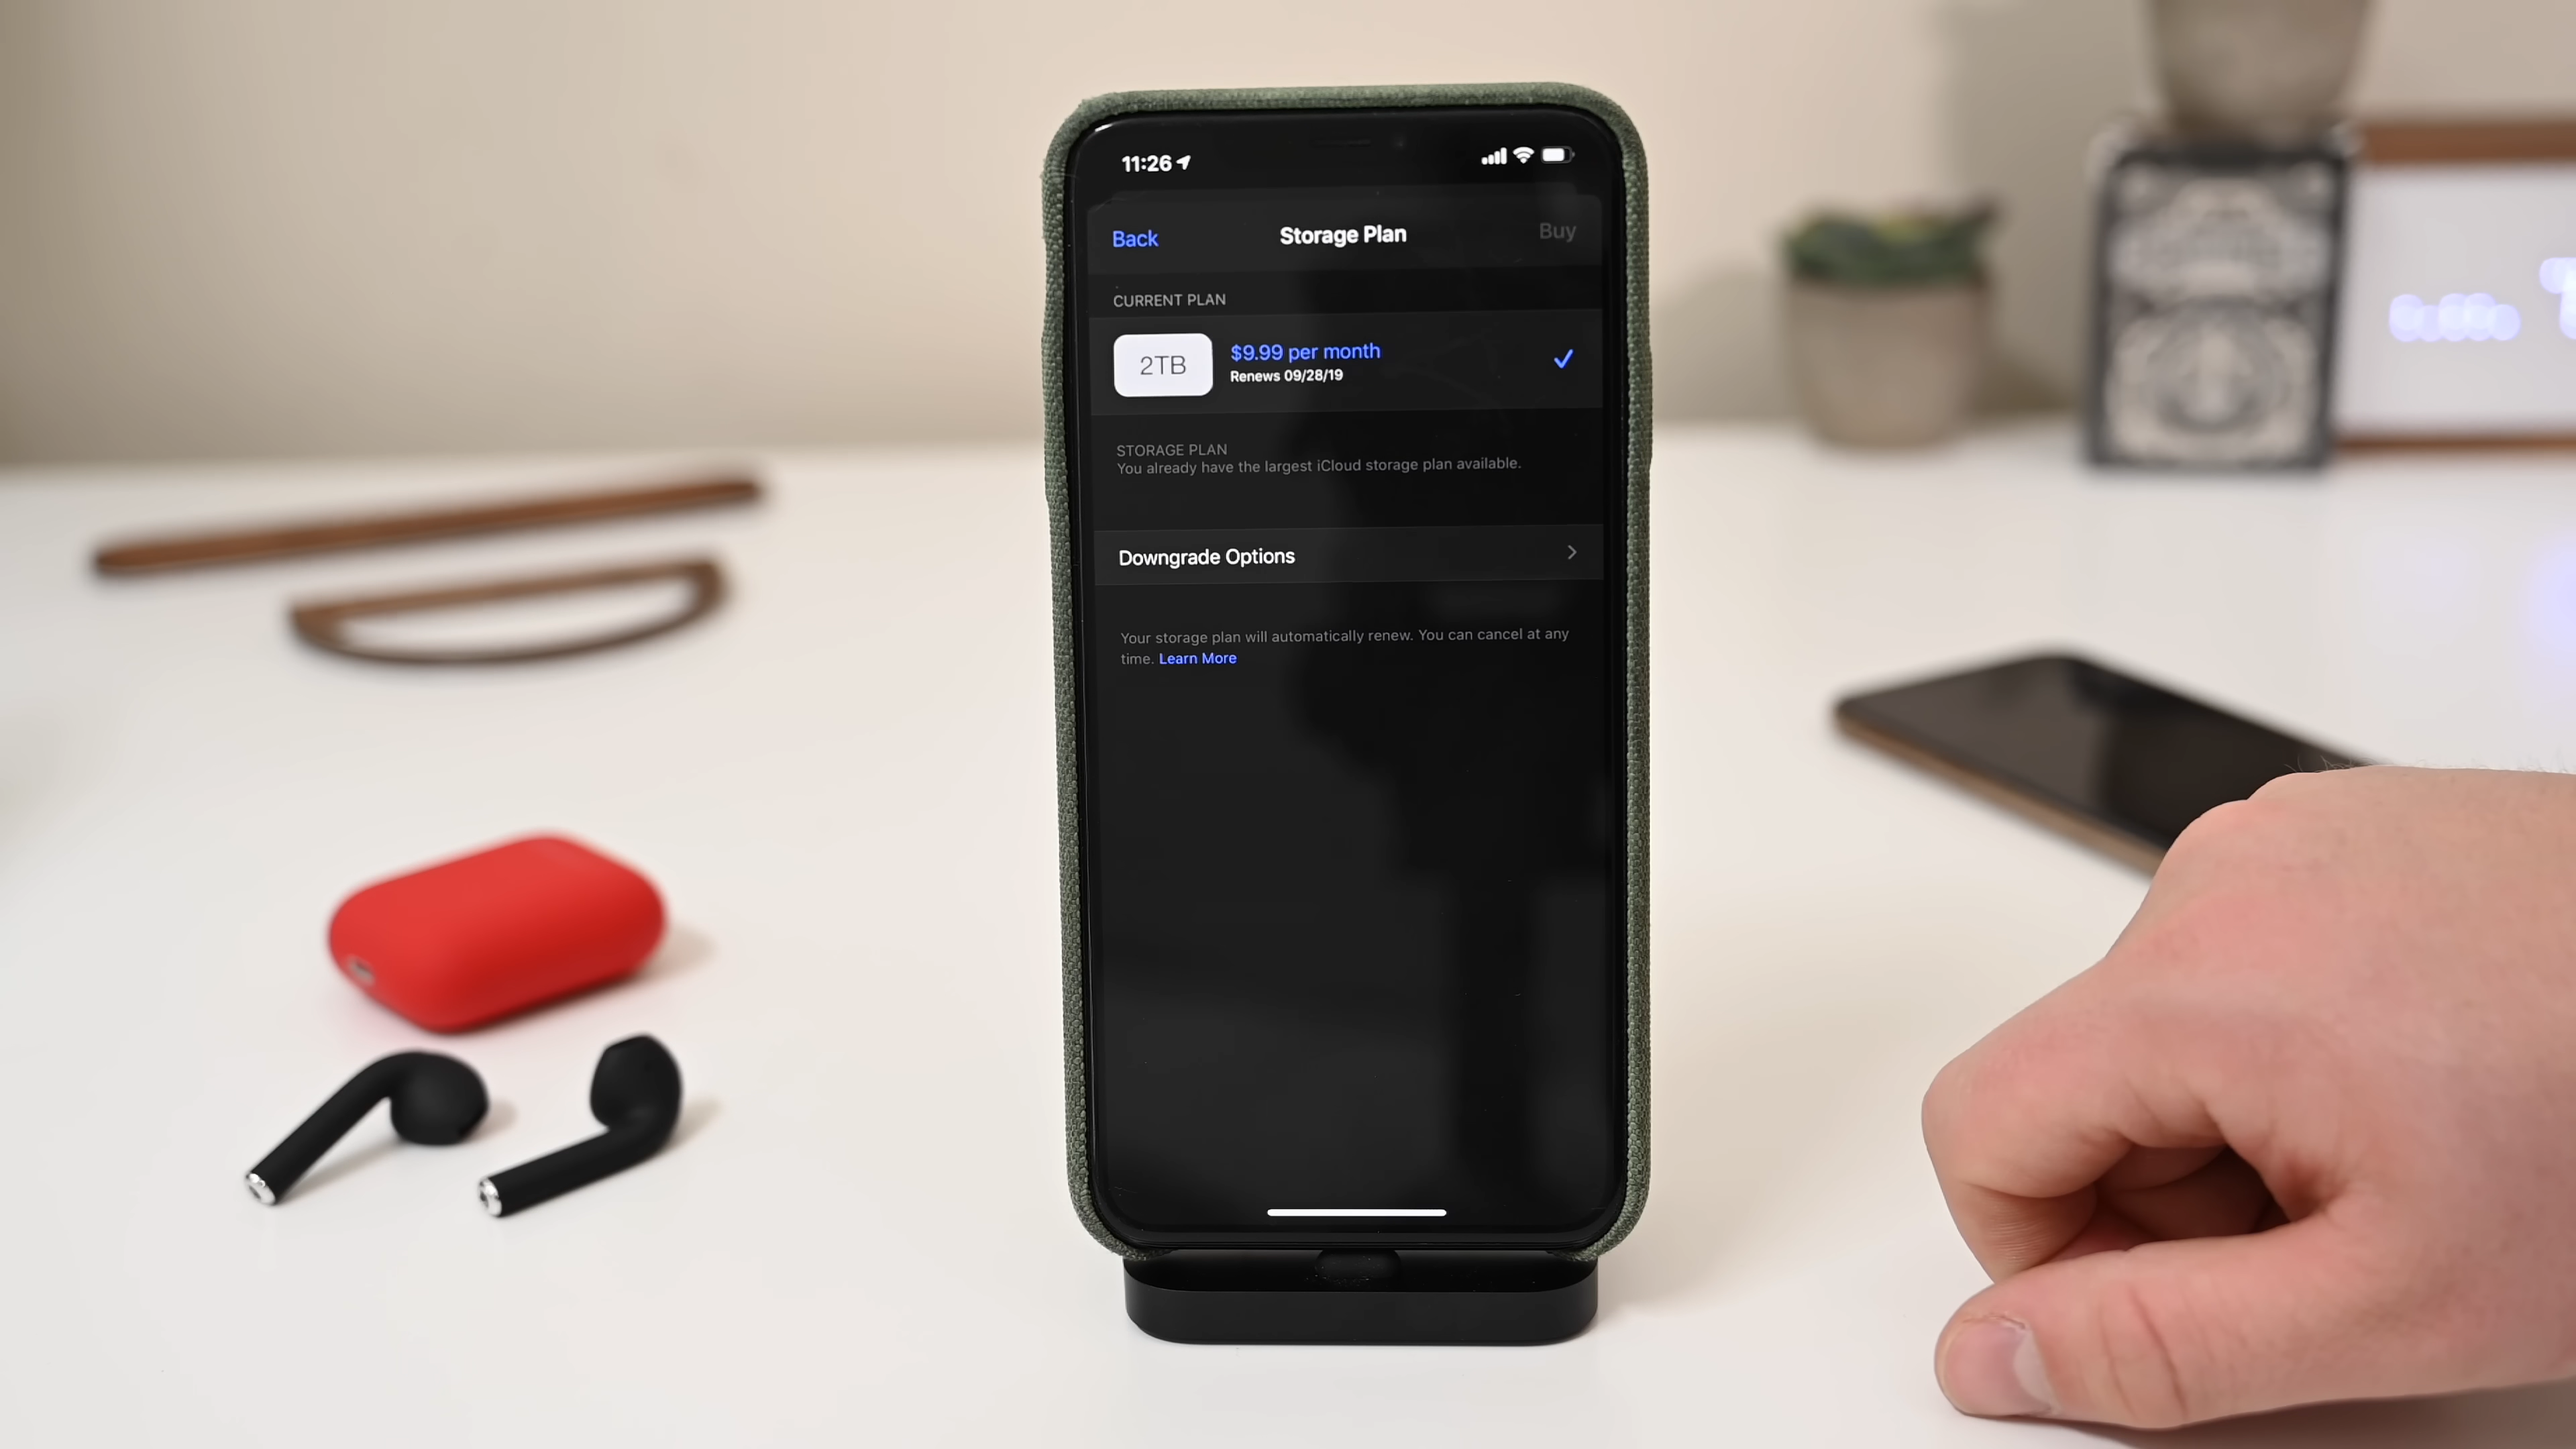 11:26
Back Storage Plan Buy
CURRENT PLAN
2TB
$9.99 per month
Renews 09/28/19
STORAGE PLAN
You already have the largest iCloud storage plan available.
Downgrade Options
Your storage plan will automatically renew. You can cancel at any
time. Learn More